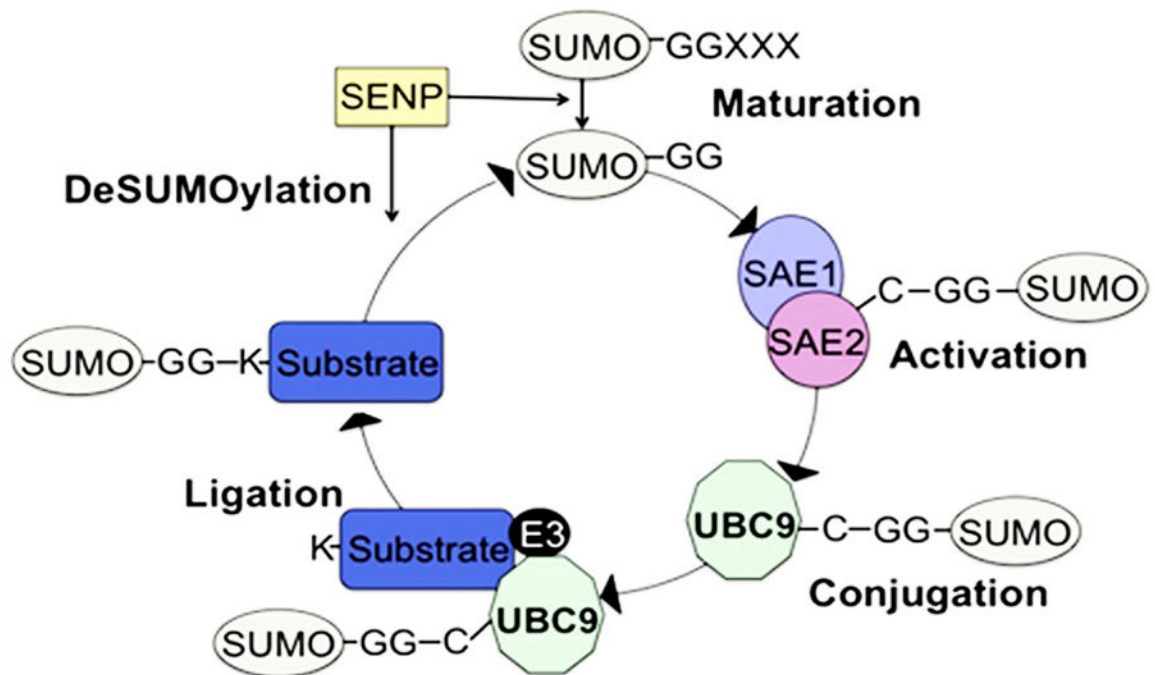 SUMO-GGXXX
SENP
Maturation
SUMO-GG
DeSUMOylation
SAE1
C-GG-SUMO
SAE2
Activation
SUMO-GG-K-Substrate
Ligation
UBC9-C-GG-SUMO
K-Substrate
E3
Conjugation
UBC9
SUMO-GG-C